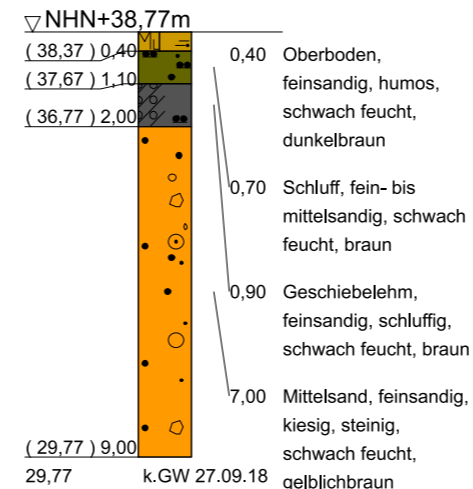 ▽ NHN+38,77m
MU
( 38,37 ) 0,40
( 37,67 ) 1,10
( 36,77 ) 2,00
( 29,77 ) 9,00
29,77 k.GW 27.09.18
0,40 Oberboden,
feinsandig, humos,
schwach feucht,
dunkelbraun
0,70 Schluff, fein- bis
mittelsandig, schwach
feucht, braun
0,90 Geschiebelehm,
feinsandig, schluffig,
schwach feucht, braun
7,00 Mittelsand, feinsandig,
kiesig, steinig,
schwach feucht,
gelblichbraun